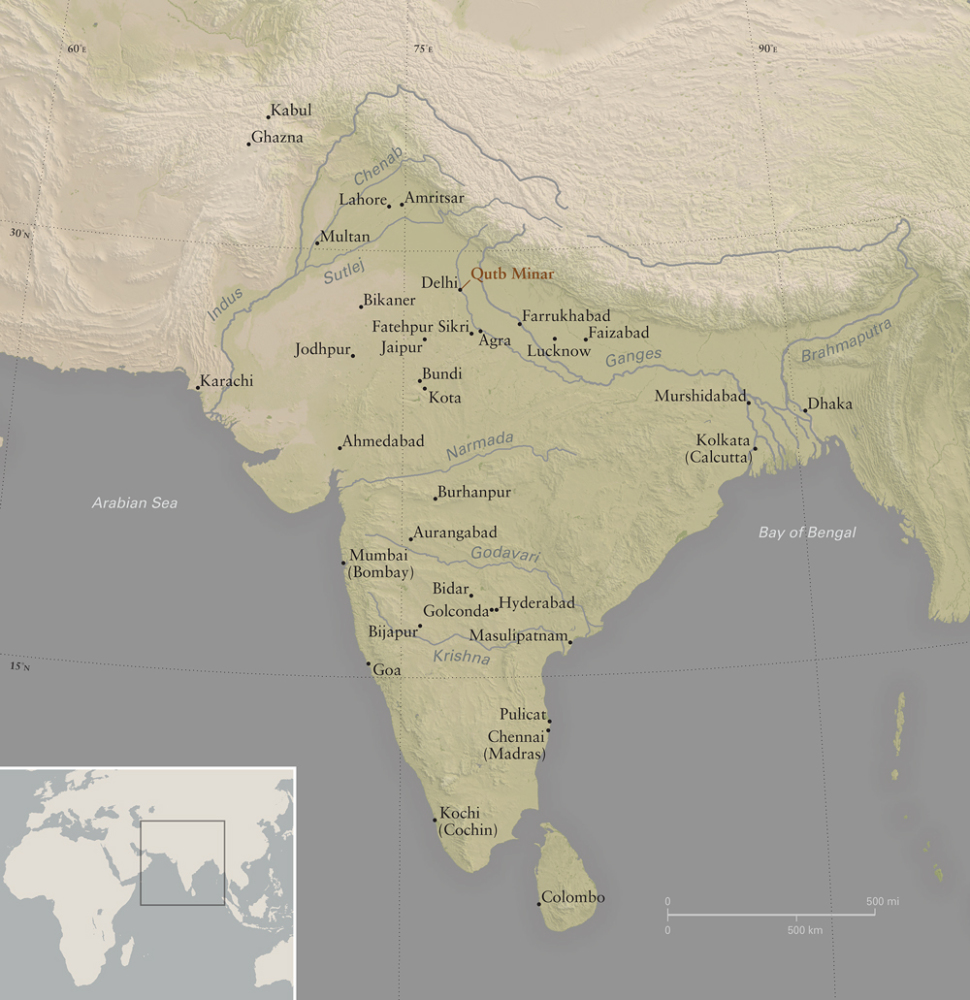 60°E
75°E
90°E
Kabul
Ghazna
Chenab
Lahore
Amritsar
30°N
Multan
Sutlej
Qutb Minar
Delhi
Indus
Bikaner
Farrukhabad
Fatehpur Sikri
Faizabad
Brahmaputra
Agra
Jodhpur
Jaipur
Lucknow
Ganges
Karachi
Bundi
Kota
Murshidabad
Dhaka
Ahmedabad
Narmada
Kolkata
(Calcutta)
Burhanpur
Arabian Sea
Aurangabad
Bay of Bengal
Mumbai
(Bombay)
Godavari
Bidar
Hyderabad
Golconda
Bijapur
Masulipatnam
Krishna
15°N
Goa
Pulicat
Chennai
(Madras)
Kochi
(Cochin)
Colombo
0
500 mi
0
500 km